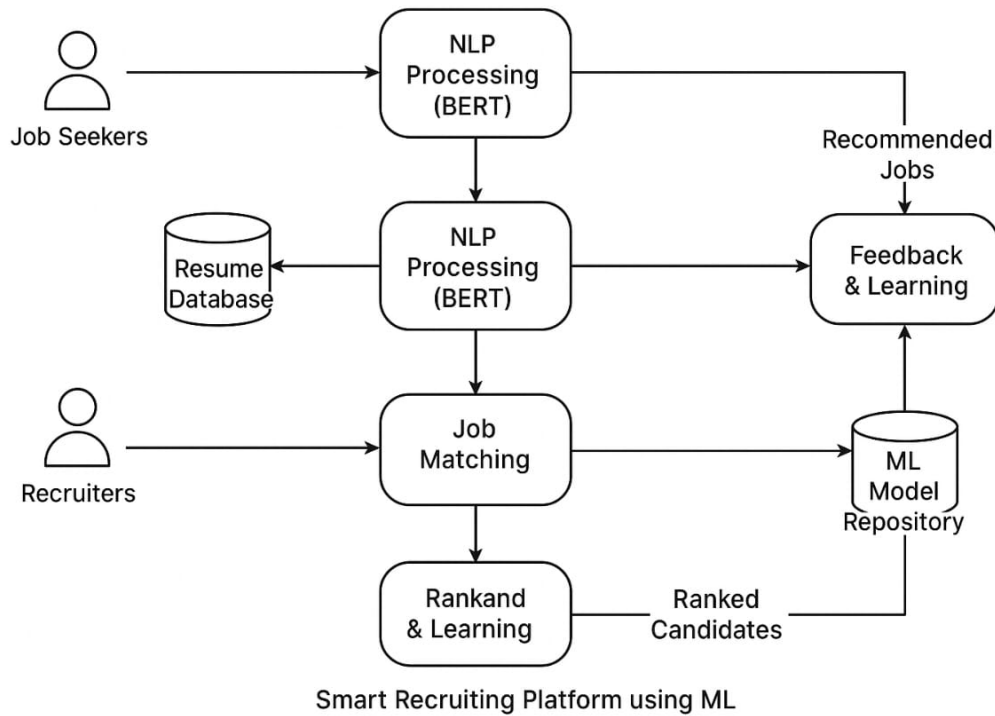 NLP
Processing
(BERT)
Job Seekers
Recommended
Jobs
Resume
Database
NLP
Processing
(BERT)
Feedback
& Learning
Recruiters
Job
Matching
ML
Model
Repository
Rankand
& Learning
Ranked
Candidates
Smart Recruiting Platform using ML